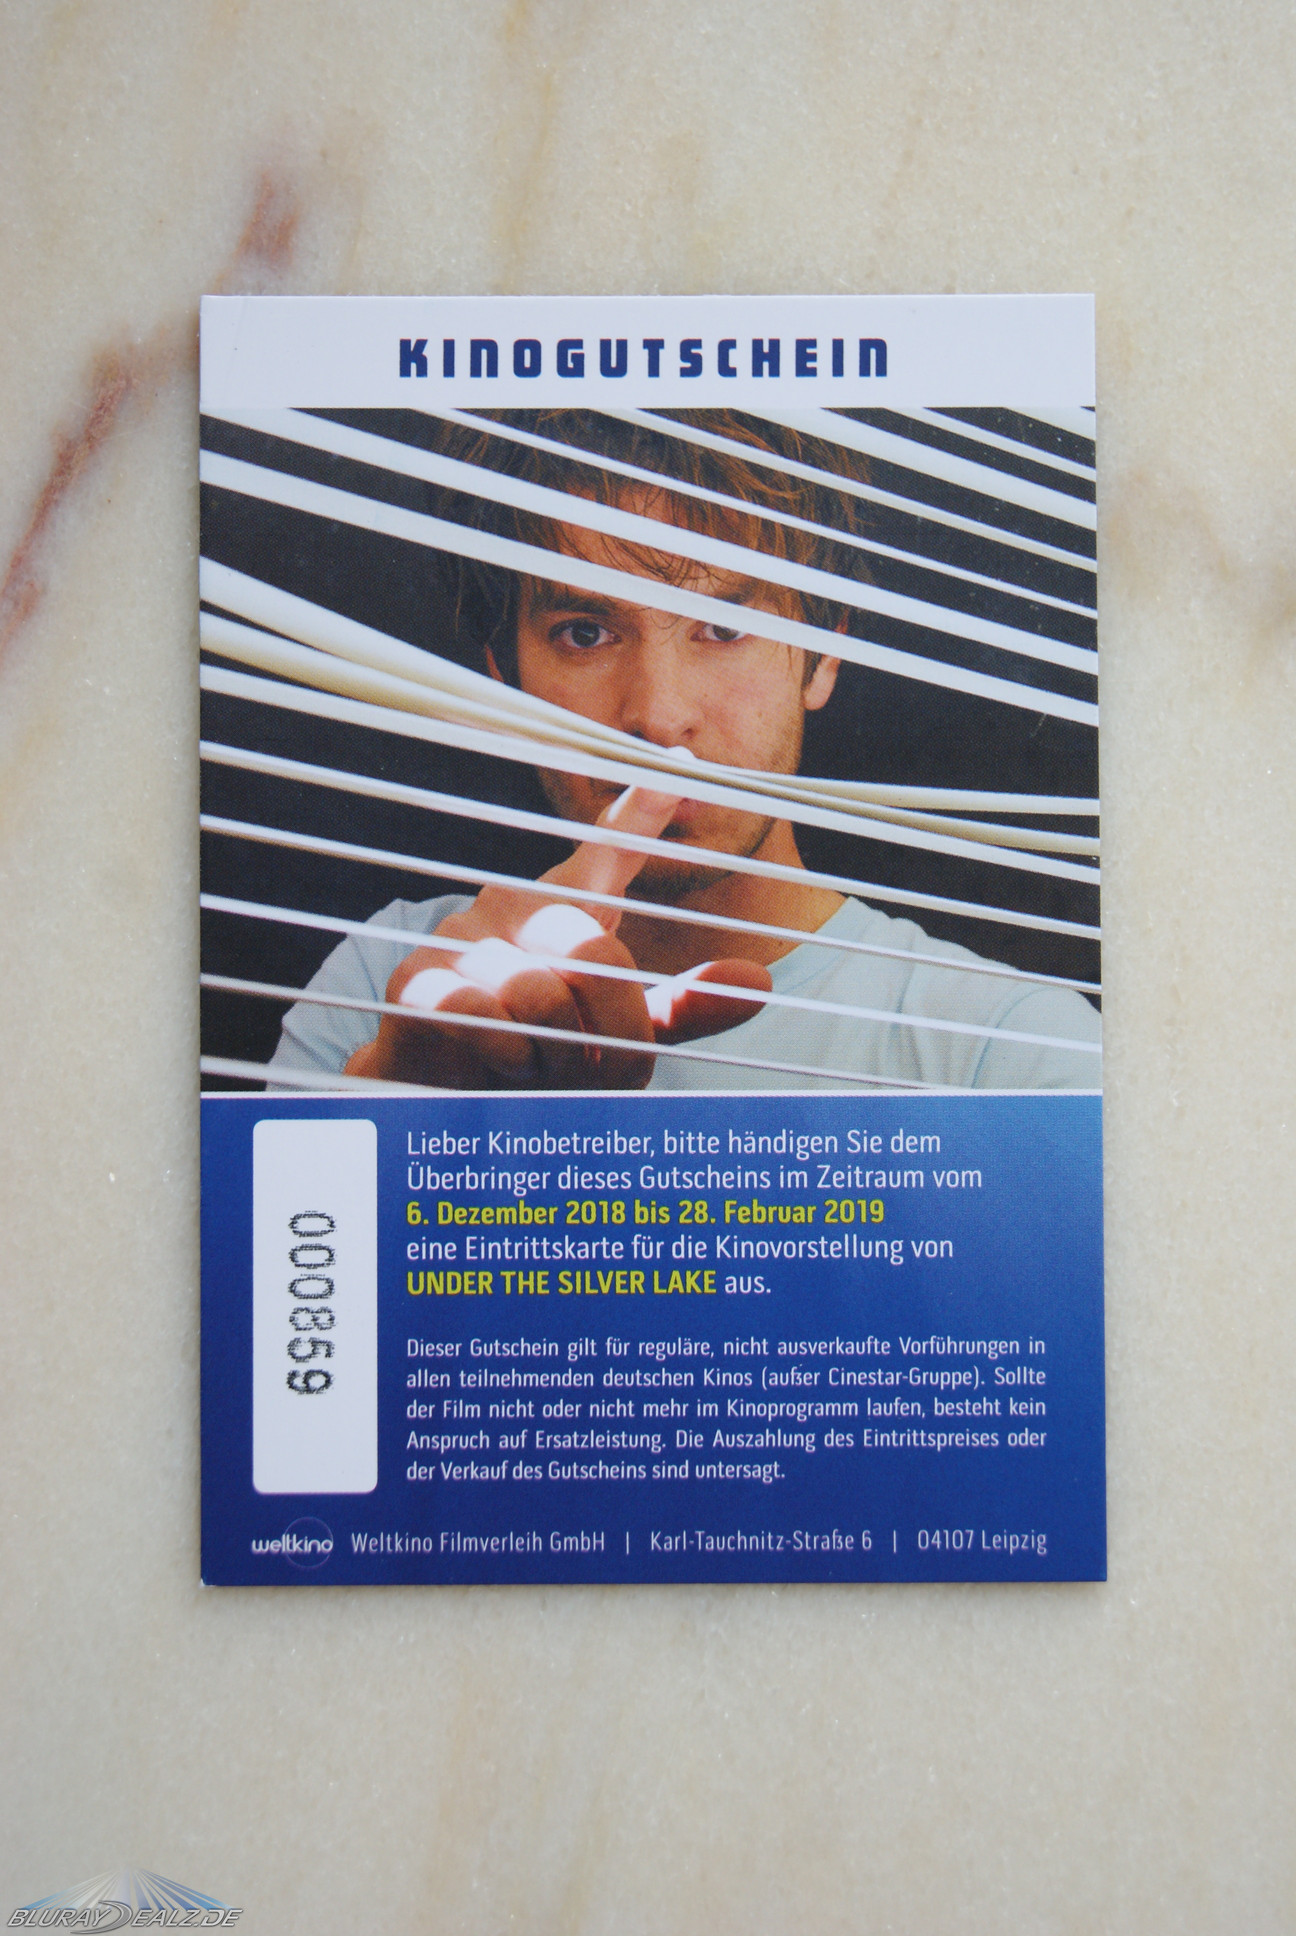 KINOGUTSCHEIN
Lieber Kinobetreiber, bitte händigen Sie dem
Überbringer dieses Gutscheins im Zeitraum vom
6. Dezember 2018 bis 28. Februar 2019
eine Eintrittskarte für die Kinovorstellung von
UNDER THE SILVER LAKE aus.
000859
Dieser Gutschein gilt für reguläre, nicht ausverkaufte Vorführungen in
allen teilnehmenden deutschen Kinos (außer Cinestar-Gruppe). Sollte
der Film nicht oder nicht mehr im Kinoprogramm laufen, besteht kein
Anspruch auf Ersatzleistung. Die Auszahlung des Eintrittspreises oder
der Verkauf des Gutscheins sind untersagt.
weltkino Weltkino Filmverleih GmbH | Karl-Tauchnitz-Straße 6 | 04107 Leipzig
BLURAYDEALZ.DE